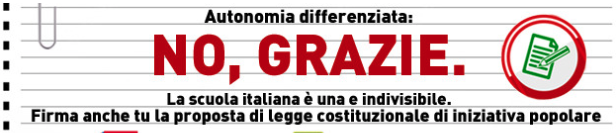 Autonomia differenziata:
NO, GRAZIE.
La scuola italiana è una e indivisibile.
Firma anche tu la proposta di legge costituzionale di iniziativa popolare